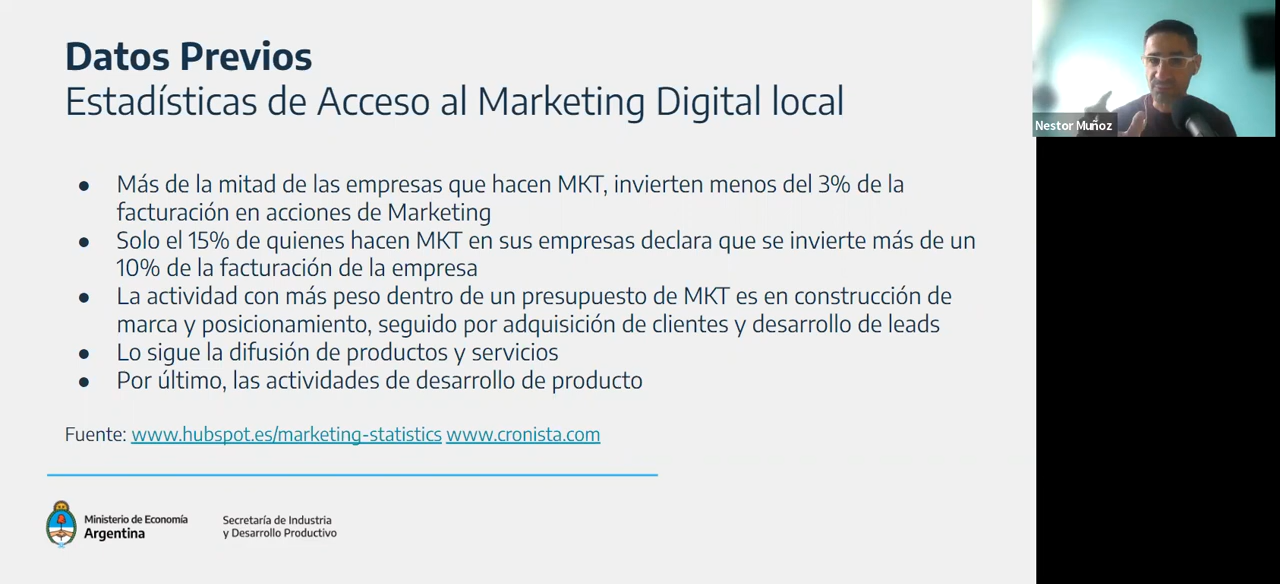 Datos Previos
Estadísticas de Acceso al Marketing Digital local
● Más de la mitad de las empresas que hacen MKT, invierten menos del 3% de la
facturación en acciones de Marketing
● Solo el 15% de quienes hacen MKT en sus empresas declara que se invierte más de un
10% de la facturación de la empresa
● La actividad con más peso dentro de un presupuesto de MKT es en construcción de
marca y posicionamiento, seguido por adquisición de clientes y desarrollo de leads
● Lo sigue la difusión de productos y servicios
● Por último, las actividades de desarrollo de producto
Fuente: www.hubspot.es/marketing-statistics www.cronista.com
Ministerio de Economía
Argentina
Secretaría de Industria
y Desarrollo Productivo
Nestor Muñoz